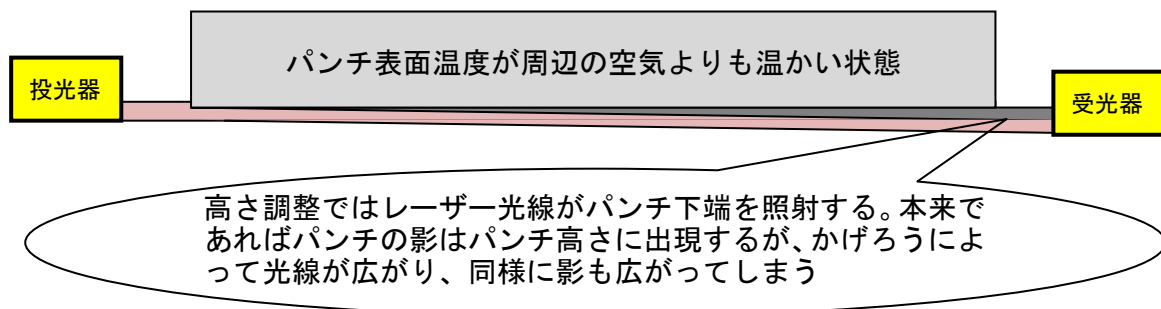 パンチ表面温度が周辺の空気よりも温かい状態
投光器
受光器
高さ調整ではレーザー光線がパンチ下端を照射する。本来で
あればパンチの影はパンチ高さに出現するが、かげろうによ
って光線が広がり、同様に影も広がってしまう